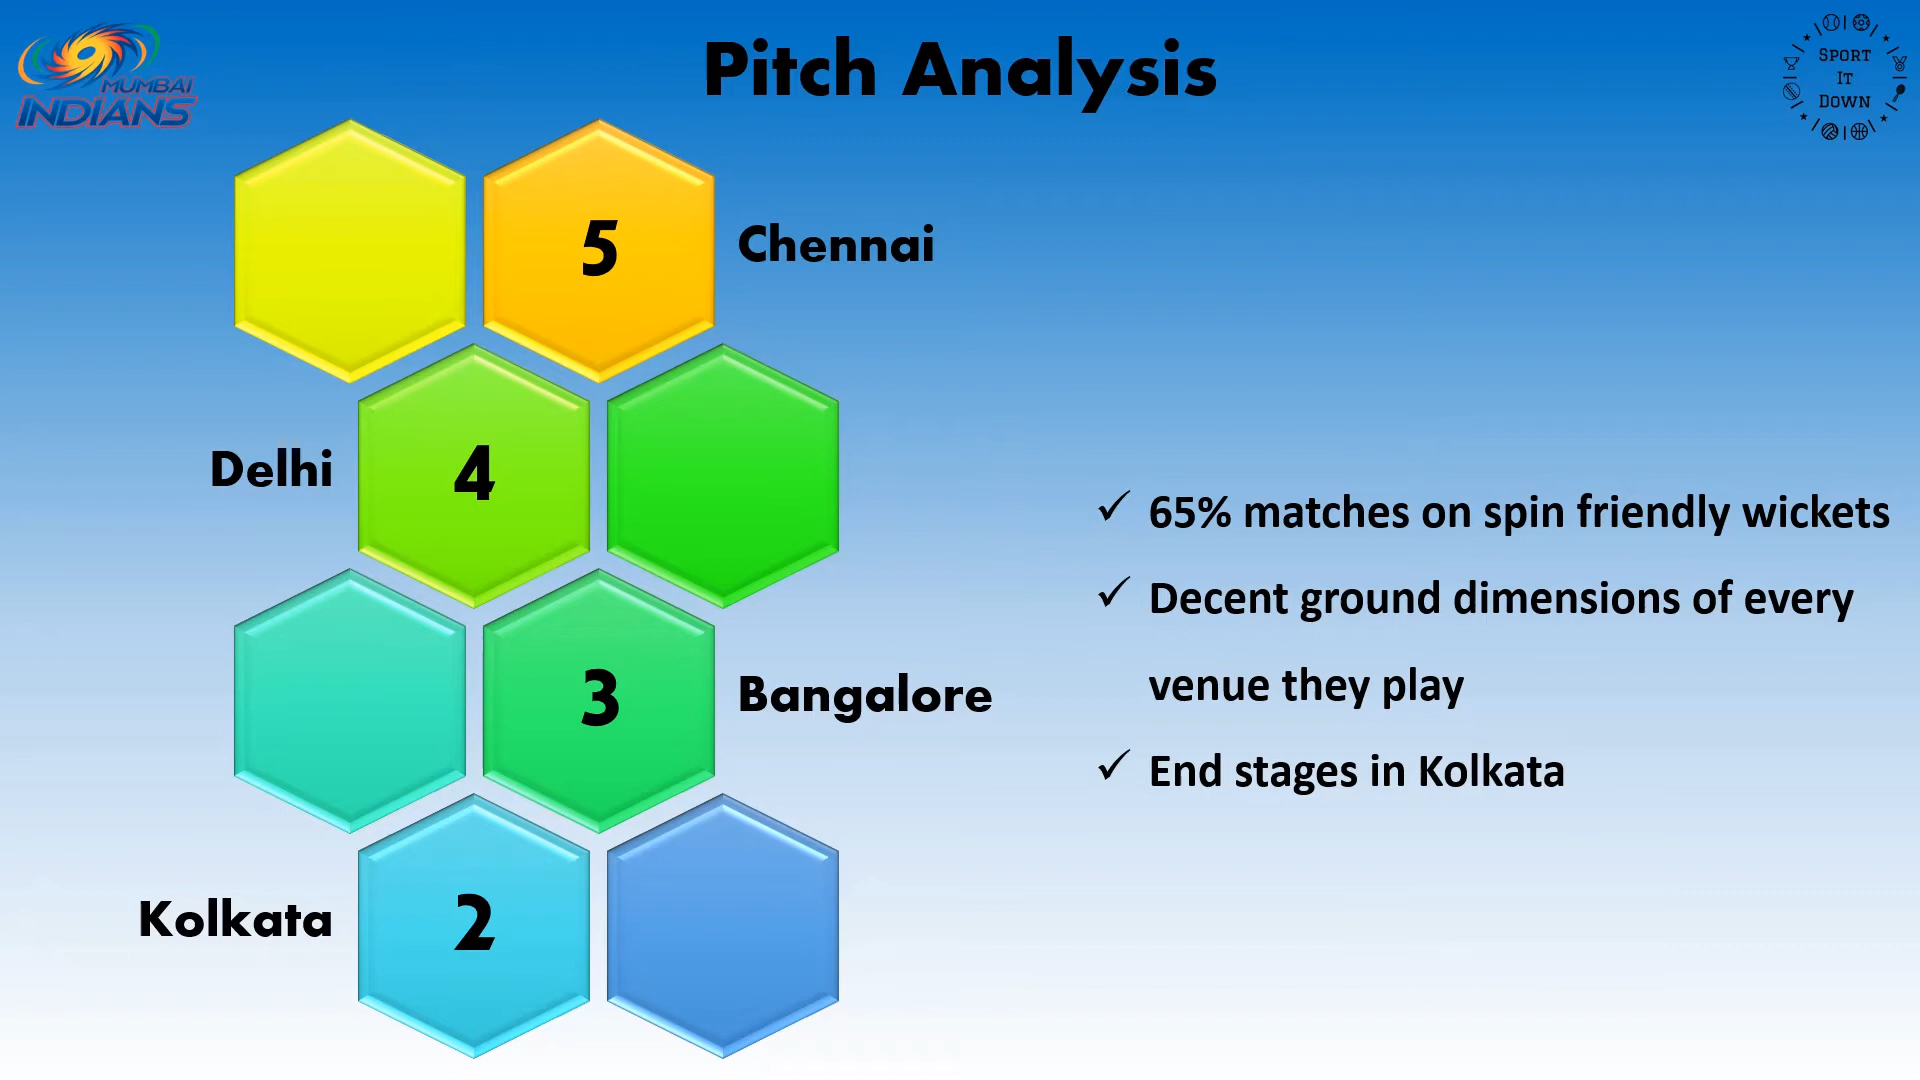 MUMBAI
INDIANS
Pitch Analysis
SPORT
IT
DOWN
5
Chennai
Delhi
4
3
Bangalore
Kolkata
2
✓ 65% matches on spin friendly wickets
✓ Decent ground dimensions of every
venue they play
✓ End stages in Kolkata